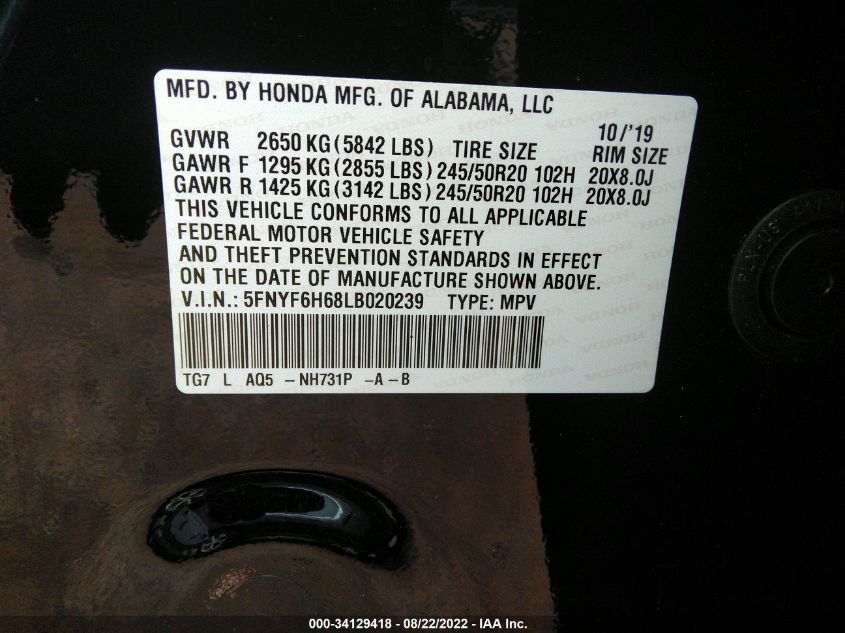 MFD. BY HONDA MFG. OF ALABAMA, LLC
10/'19
GVWR 2650 KG (5842 LBS) TIRE SIZE RIM SIZE
GAWR F 1295 KG (2855 LBS) 245/50R20 102H 20X8.0J
GAWR R 1425 KG (3142 LBS) 245/50R20 102H 20X8.0J
THIS VEHICLE CONFORMS TO ALL APPLICABLE
FEDERAL MOTOR VEHICLE SAFETY
AND THEFT PREVENTION STANDARDS IN EFFECT
ON THE DATE OF MANUFACTURE SHOWN ABOVE.
V.I.N.: 5FNYF6H68LB020239 TYPE: MPV
TG7 L AQ5 -NH731P -A-B
000-34129418 - 08/22/2022 - IAA Inc.